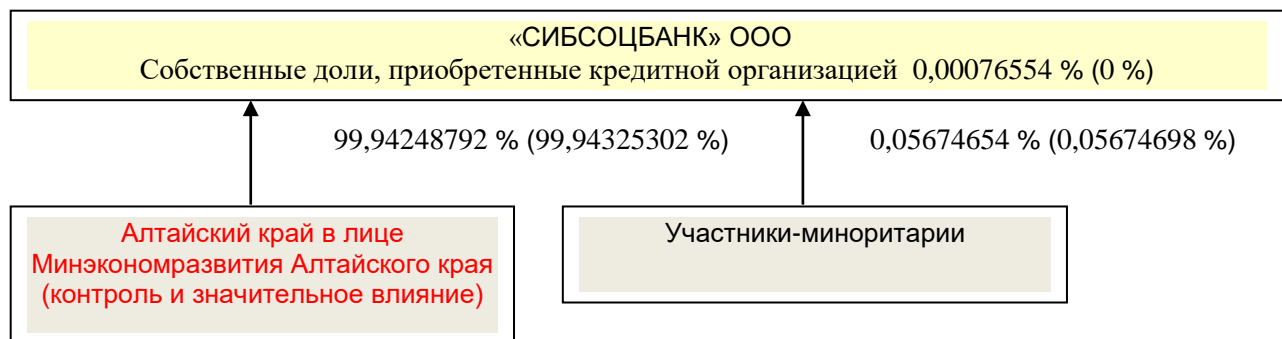 «СИБСОЦБАНК» ООО
Собственные доли, приобретенные кредитной организацией 0,00076554 % (0 %)
99,94248792 % (99,94325302 %)
0,05674654 % (0,05674698 %)
Алтайский край в лице
Минэкономразвития Алтайского края
(контроль и значительное влияние)
Участники-миноритарии